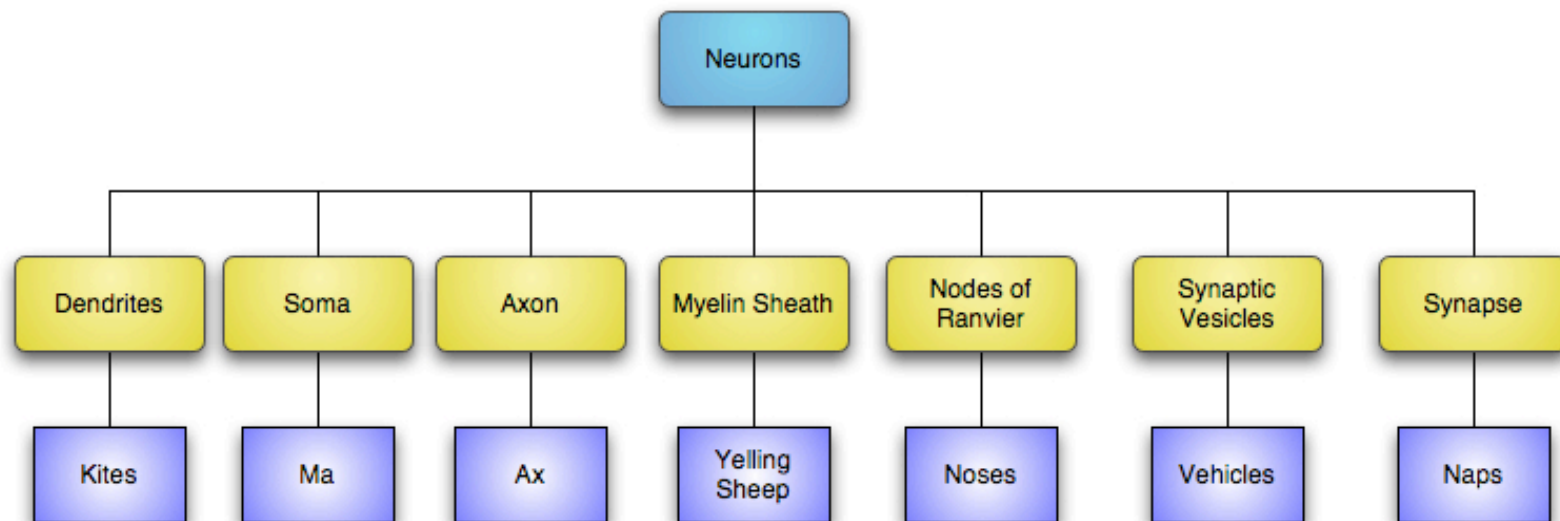 Neurons
Dendrites
Soma
Axon
Myelin Sheath
Nodes of
Ranvier
Synaptic
Vesicles
Synapse
Kites
Ma
Ax
Yelling
Sheep
Noses
Vehicles
Naps